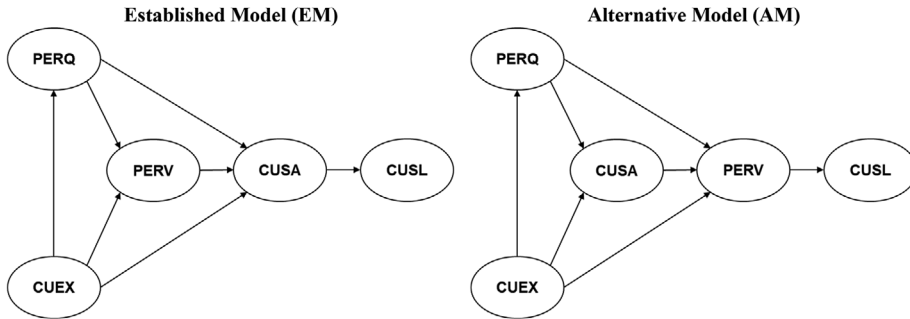 Established Model (EM)
PERQ
PERV
CUSA
CUSL
CUEX
Alternative Model (AM)
PERQ
CUSA
PERV
CUSL
CUEX